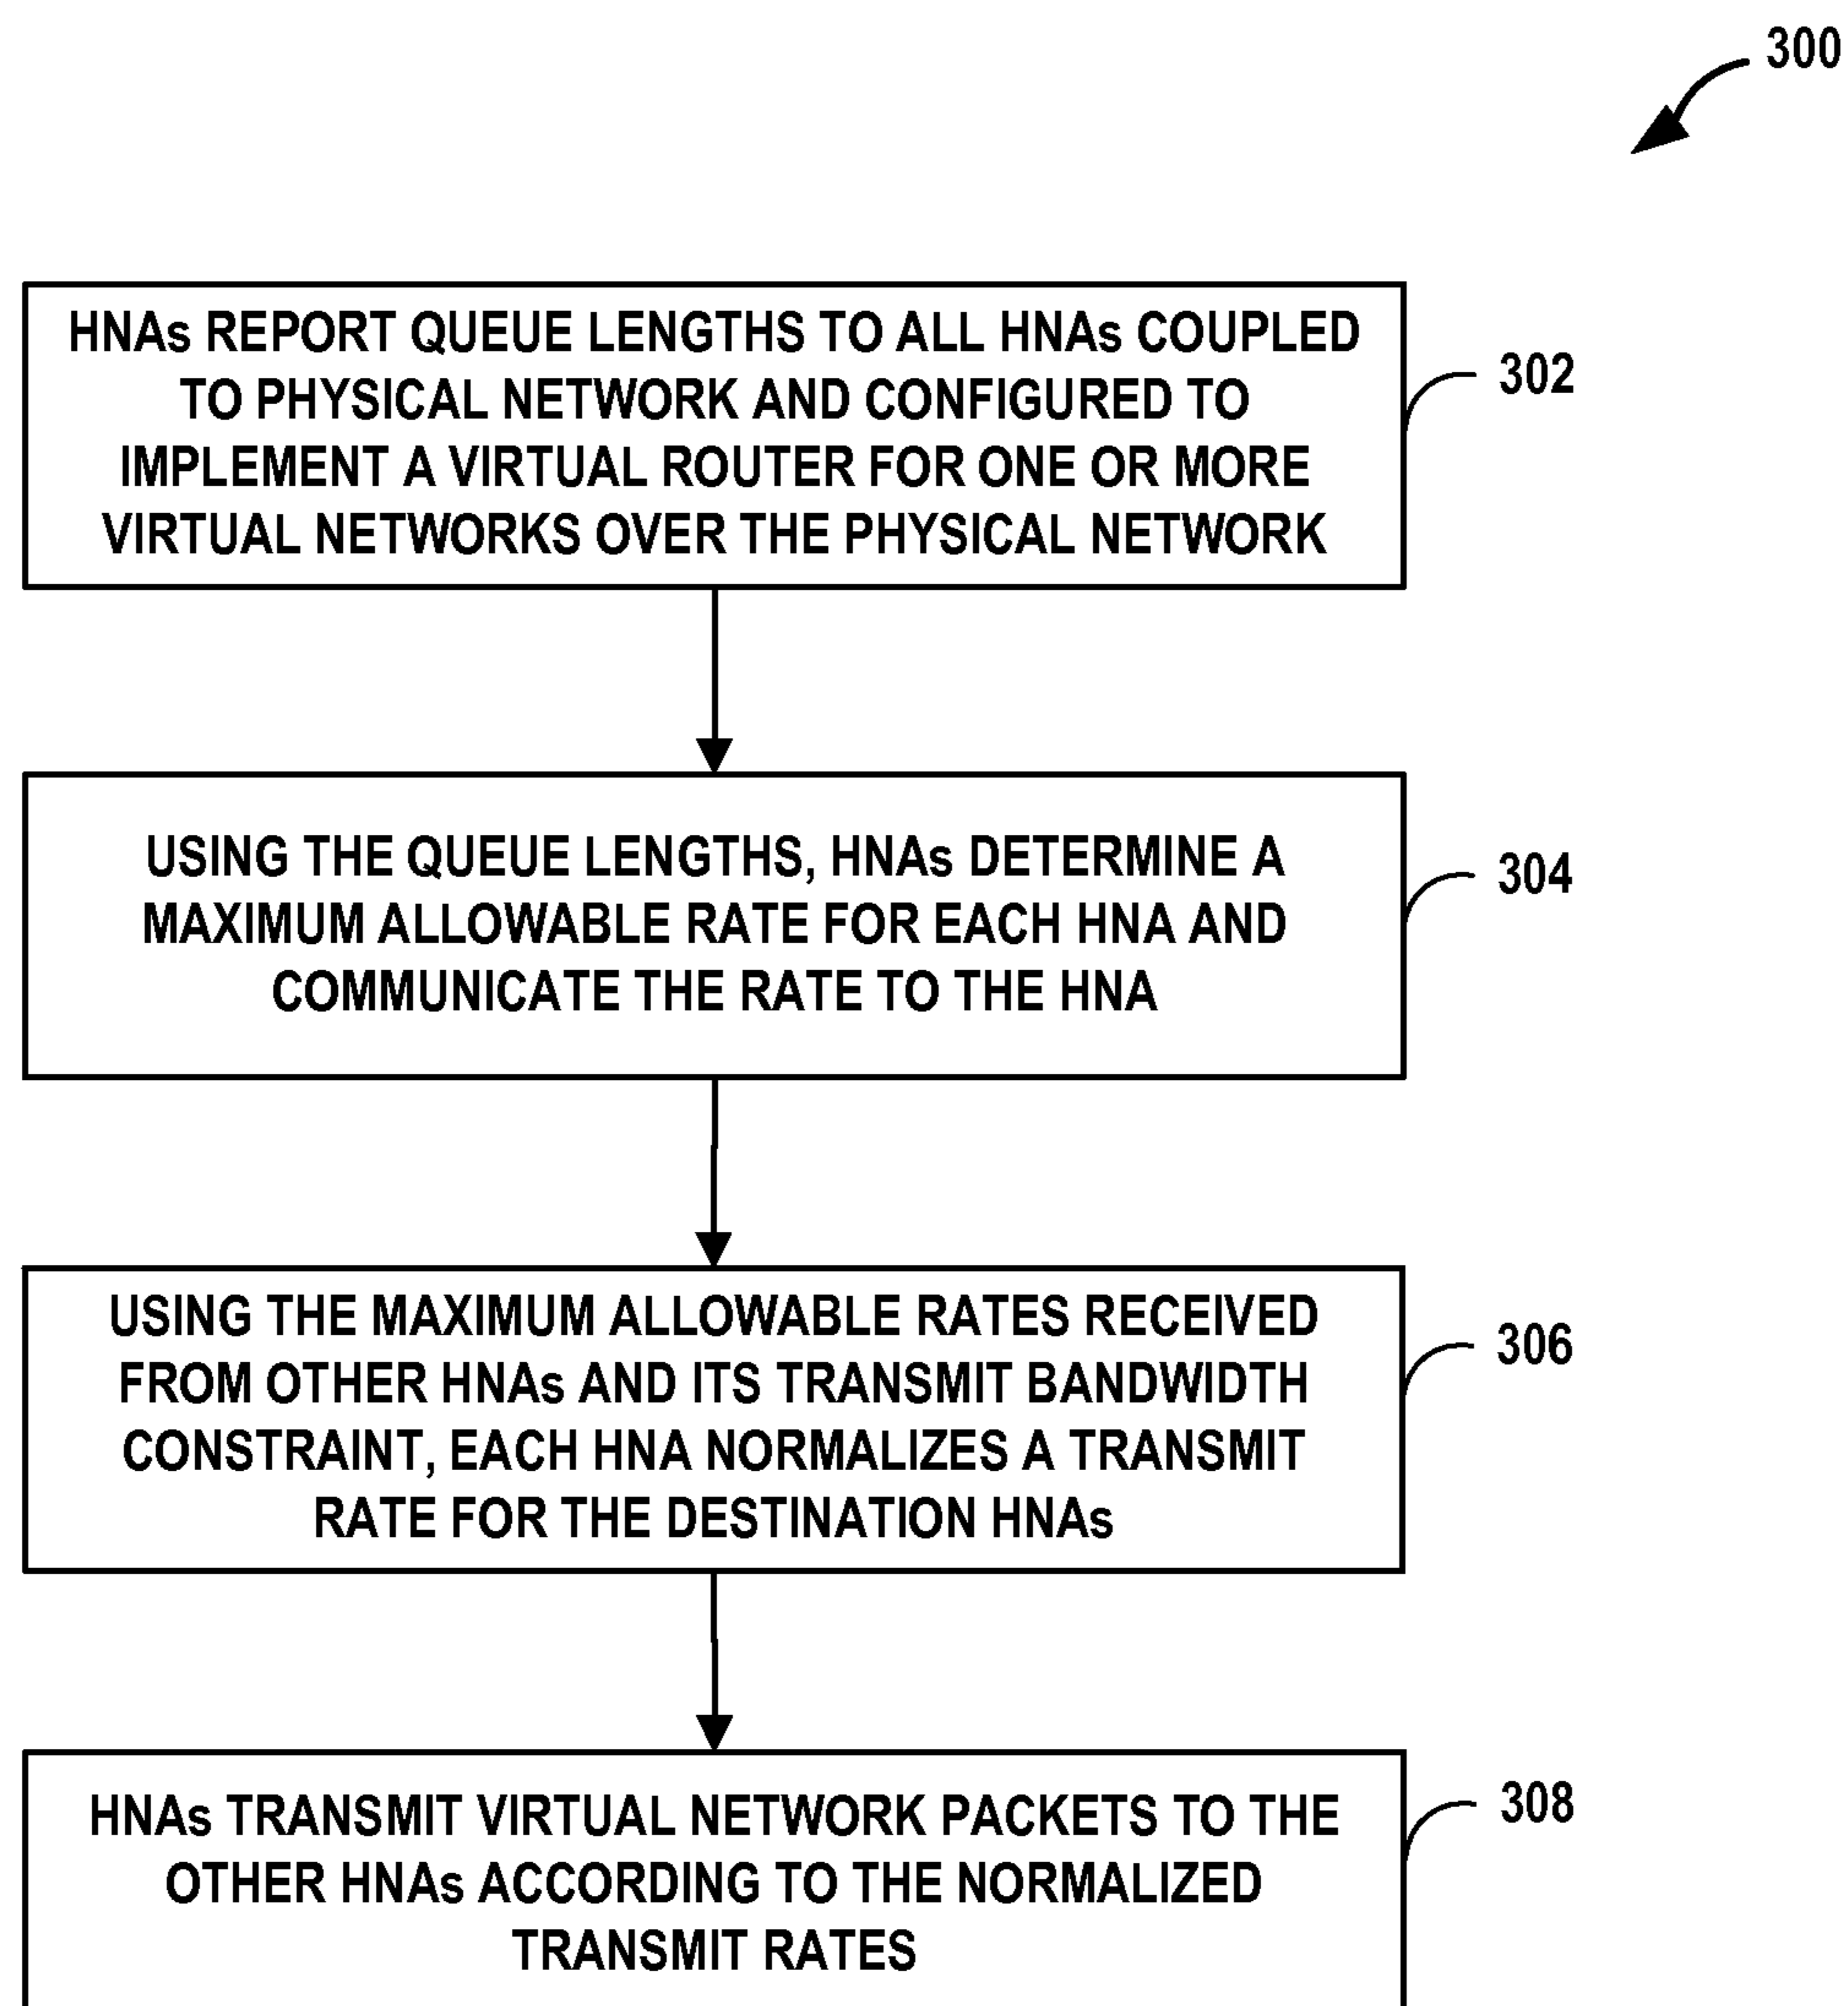 300
HNAs REPORT QUEUE LENGTHS TO ALL HNAs COUPLED
TO PHYSICAL NETWORK AND CONFIGURED TO
IMPLEMENT A VIRTUAL ROUTER FOR ONE OR MORE
VIRTUAL NETWORKS OVER THE PHYSICAL NETWORK
302
USING THE QUEUE LENGTHS, HNAs DETERMINE A
MAXIMUM ALLOWABLE RATE FOR EACH HNA AND
COMMUNICATE THE RATE TO THE HNA
304
USING THE MAXIMUM ALLOWABLE RATES RECEIVED
FROM OTHER HNAs AND ITS TRANSMIT BANDWIDTH
CONSTRAINT, EACH HNA NORMALIZES A TRANSMIT
RATE FOR THE DESTINATION HNAs
306
HNAs TRANSMIT VIRTUAL NETWORK PACKETS TO THE
OTHER HNAs ACCORDING TO THE NORMALIZED
TRANSMIT RATES
308